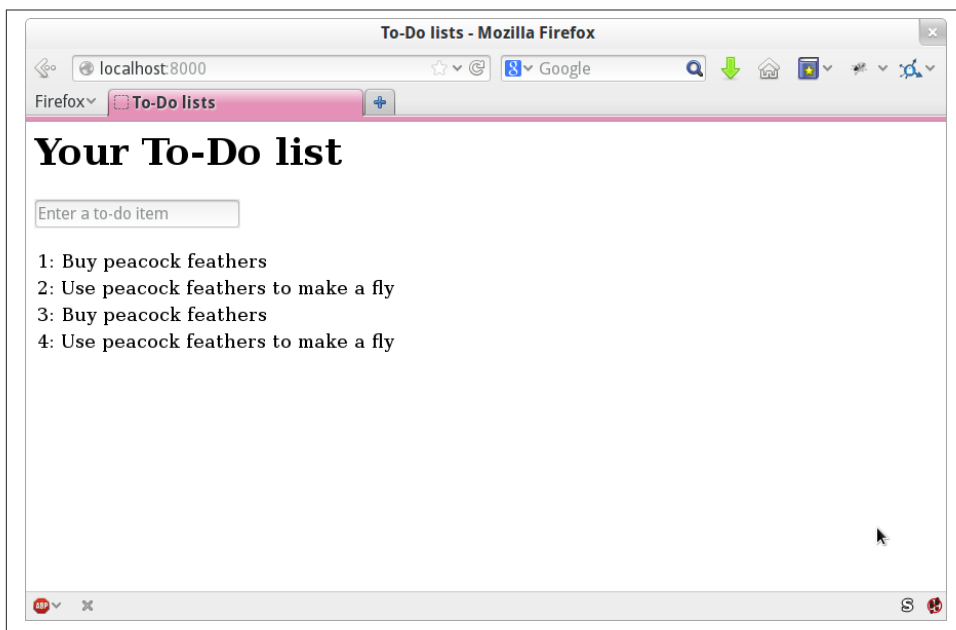 To-Do lists - Mozilla Firefox
localhost:8000
8 Google
Firefox
To-Do lists
Your To-Do list
Enter a to-do item
1: Buy peacock feathers
2: Use peacock feathers to make a fly
3: Buy peacock feathers
4: Use peacock feathers to make a fly
ABP
S